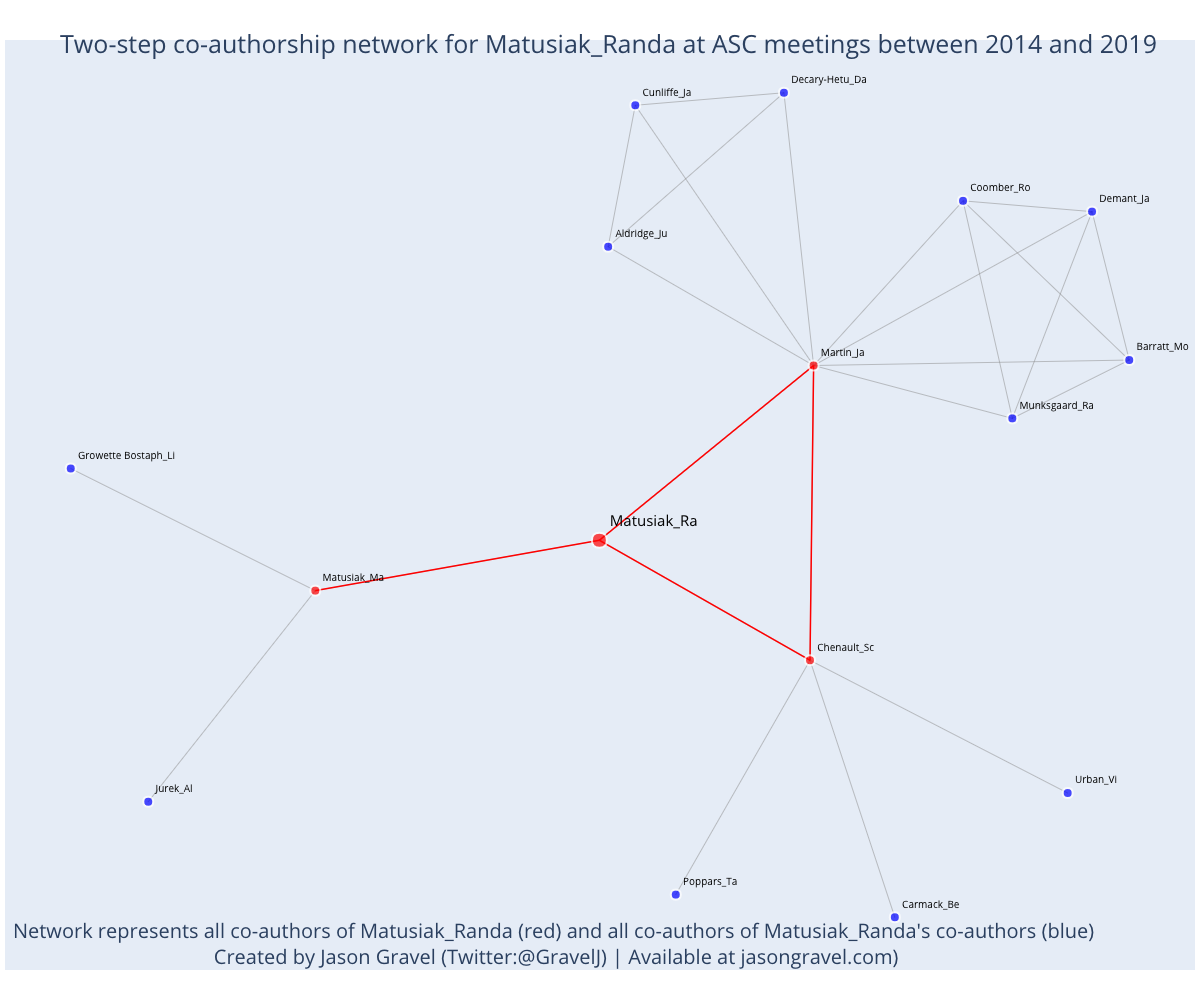 Two-step co-authorship network for Matusiak_Randa at ASC meetings between 2014 and 2019
Decary-Hetu_Da
Cunliffe_Ja
Coomber_Ro
Demant_Ja
Aldridge_Ju
Barratt_Mo
Martin_Ja
Munksgaard_Ra
Growette Bostaph_Li
Matusiak_Ra
Matusiak_Ma
Chenault_Sc
Urban_Vi
Jurek_Al
Poppars_Ta
Carmack_Be
Network represents all co-authors of Matusiak_Randa (red) and all co-authors of Matusiak_Randa's co-authors (blue)
Created by Jason Gravel (Twitter:@GravelJ) | Available at jasongravel.com)